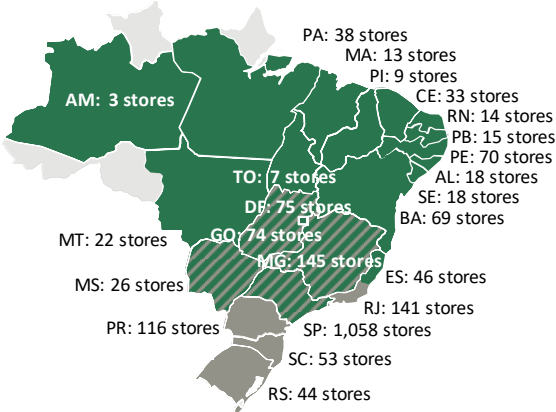 PA: 38 stores
MA: 13 stores
PI: 9 stores
CE: 33 stores
AM: 3 stores
RN: 14 stores
PB: 15 stores
PE: 70 stores
TO: 7 stores
AL: 18 stores
SE: 18 stores
DF: 75 stores
BA: 69 stores
GO: 74 stores
MT: 22 stores
MG: 145 stores
ES: 46 stores
MS: 26 stores
RJ: 141 stores
PR: 116 stores
SP: 1,058 stores
SC: 53 stores
RS: 44 stores